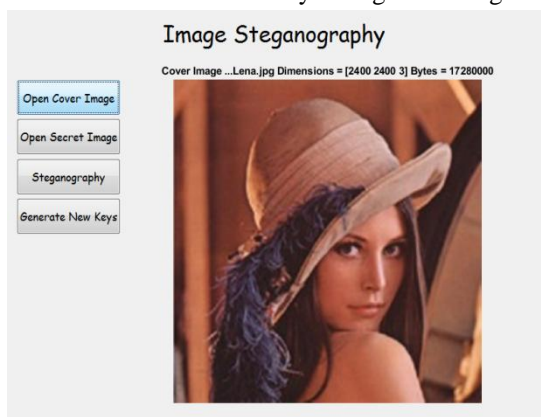 Image Steganography
Cover Image ...Lena.jpg Dimensions = [2400 2400 3] Bytes = 17280000
Open Cover Image
Open Secret Image
Steganography
Generate New Keys